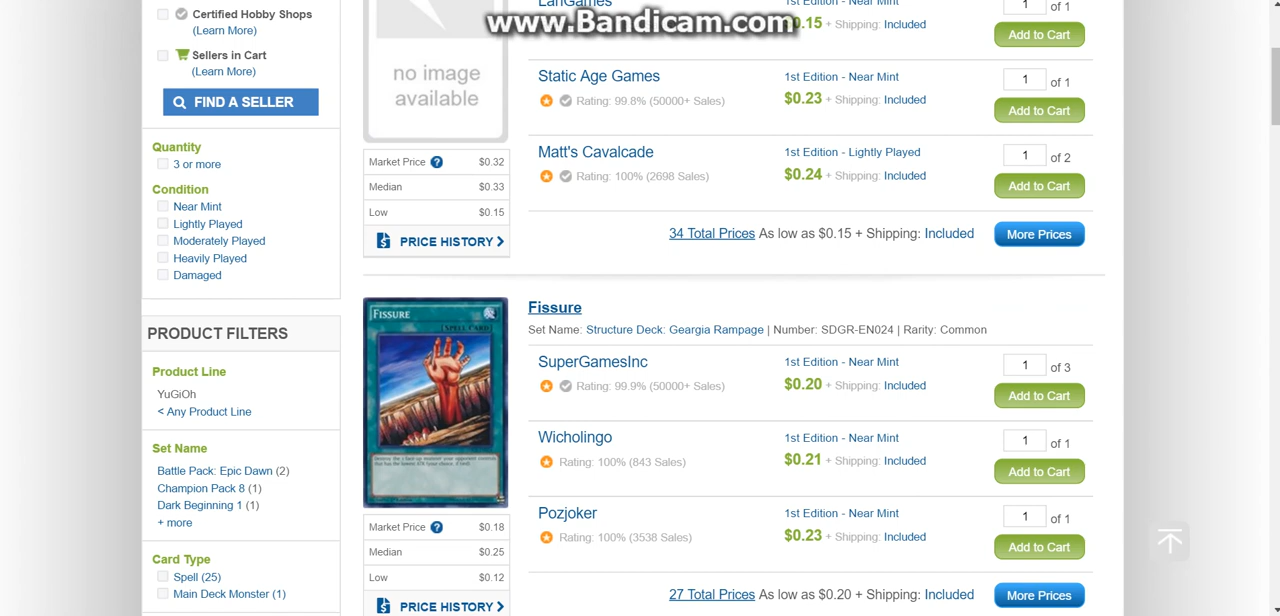 www.Bandicam.com
Certified Hobby Shops
(Learn More)
Sellers in Cart
(Learn More)
FIND A SELLER
Quantity
3 or more
Condition
Near Mint
Lightly Played
Moderately Played
Heavily Played
Damaged
PRODUCT FILTERS
Product Line
YuGiOh
< Any Product Line
Set Name
Battle Pack: Epic Dawn (2)
Champion Pack 8 (1)
Dark Beginning 1 (1)
+ more
Card Type
Spell (25)
Main Deck Monster (1)
no image
available
Market Price ? $0.32
Median $0.33
Low $0.15
PRICE HISTORY
LanGames 1st Edition - Near Mint 1 of 1
$0.15 + Shipping: Included Add to Cart
Static Age Games 1st Edition - Near Mint 1 of 1
Rating: 99.8% (50000+ Sales) $0.23 + Shipping: Included Add to Cart
Matt's Cavalcade 1st Edition - Lightly Played 1 of 2
Rating: 100% (2698 Sales) $0.24 + Shipping: Included Add to Cart
34 Total Prices As low as $0.15 + Shipping: Included More Prices
FISSURE
[SPELL CARD]
Market Price ? $0.18
Median $0.25
Low $0.12
PRICE HISTORY
Fissure
Set Name: Structure Deck: Geargia Rampage | Number: SDGR-EN024 | Rarity: Common
SuperGamesInc 1st Edition - Near Mint 1 of 3
Rating: 99.9% (50000+ Sales) $0.20 + Shipping: Included Add to Cart
Wicholingo 1st Edition - Near Mint 1 of 1
Rating: 100% (843 Sales) $0.21 + Shipping: Included Add to Cart
Pozjoker 1st Edition - Near Mint 1 of 1
Rating: 100% (3538 Sales) $0.23 + Shipping: Included Add to Cart
27 Total Prices As low as $0.20 + Shipping: Included More Prices